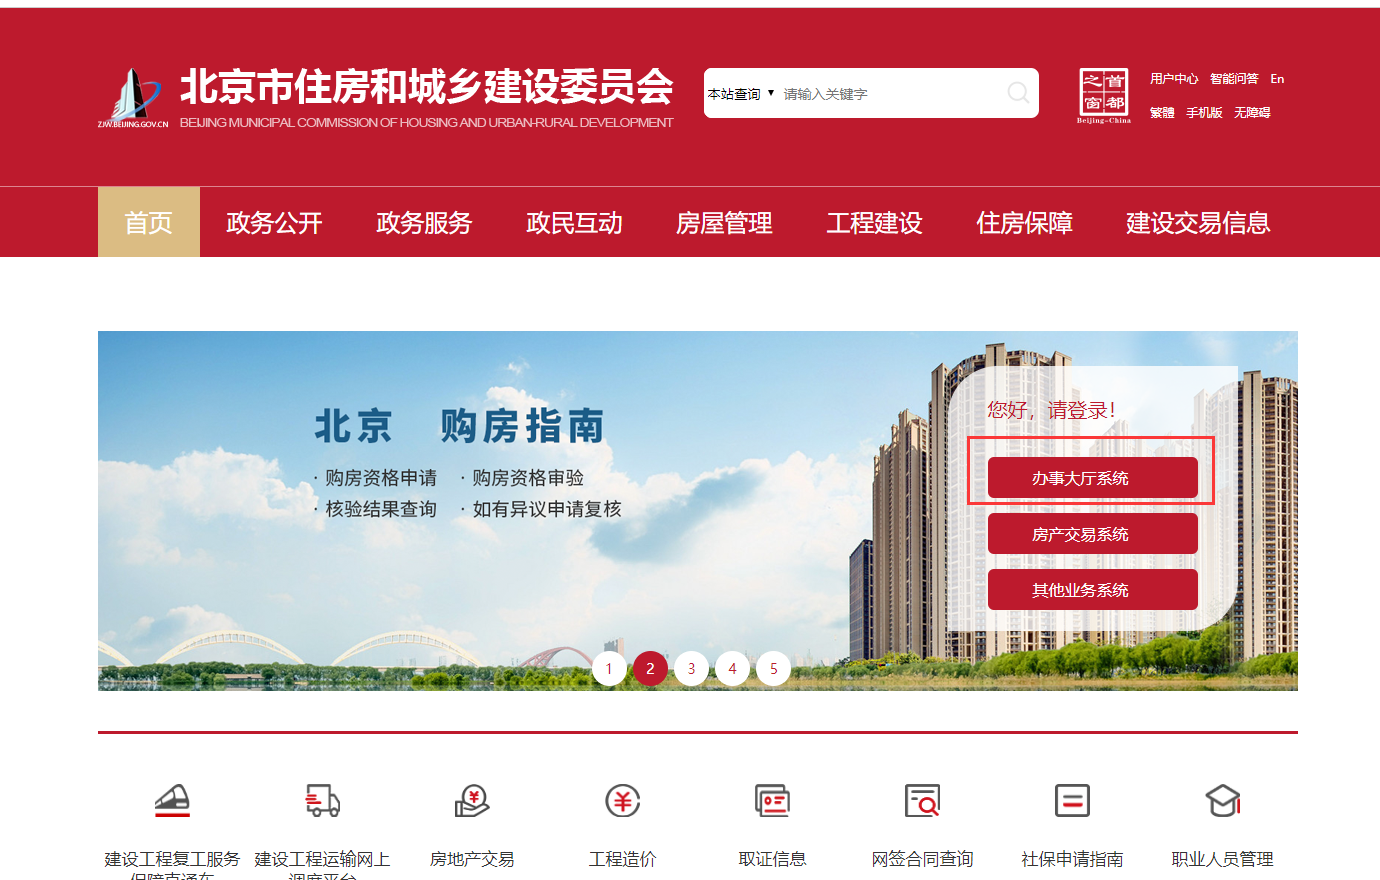 北京市住房和城乡建设委员会
ZJW.BEIJING.GOV.CN
BEIJING MUNICIPAL COMMISSION OF HOUSING AND URBAN-RURAL DEVELOPMENT
本站查询 ▼ 请输入关键字
首都之窗
Beijing-China
用户中心 智能问答 En
繁體 手机版 无障碍
首页 政务公开 政务服务 政民互动 房屋管理 工程建设 住房保障 建设交易信息
北京 购房指南
· 购房资格申请 · 购房资格审验
· 核验结果查询 · 如有异议申请复核
您好，请登录！
办事大厅系统
房产交易系统
其他业务系统
1 2 3 4 5
建设工程复工服务 建设工程运输网上 房地产交易 工程造价 取证信息 网签合同查询 社保申请指南 职业人员管理
保障直通车 调度平台